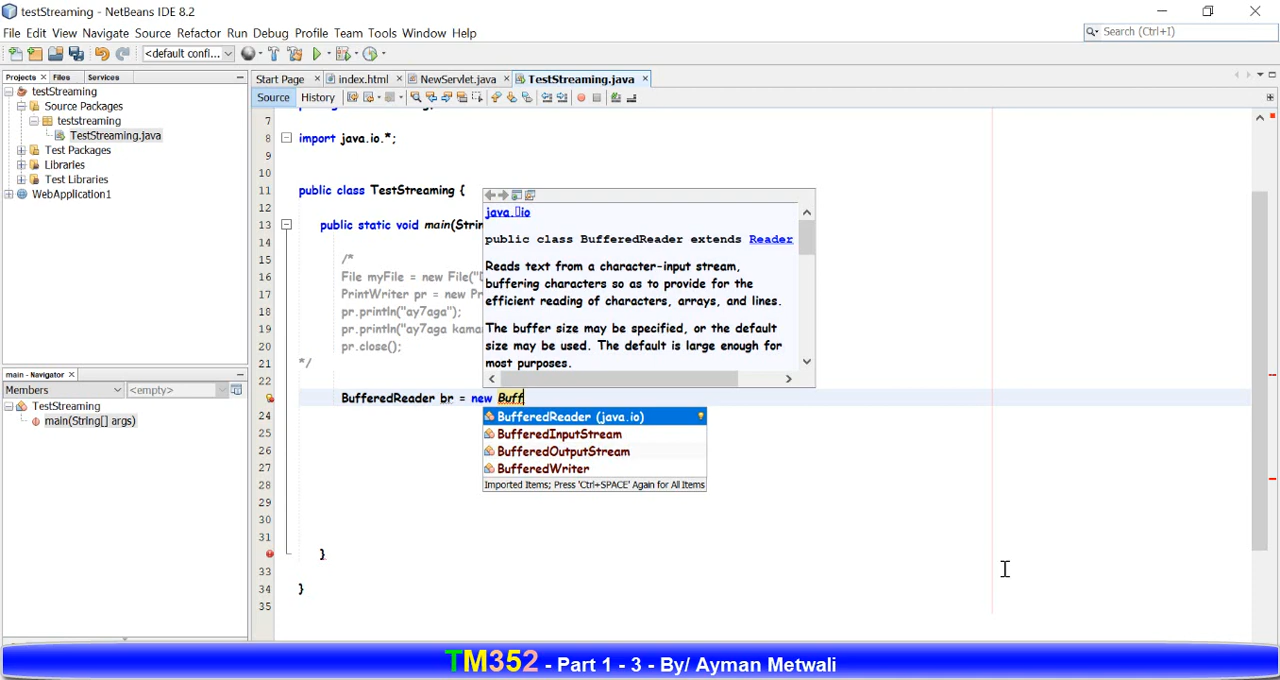 testStreaming - NetBeans IDE 8.2
File Edit View Navigate Source Refactor Run Debug Profile Team Tools Window Help
Search (Ctrl+I)
<default confi...
Projects Files Services
Start Page index.html NewServlet.java TestStreaming.java
Source History
testStreaming
Source Packages
teststreaming
TestStreaming.java
Test Packages
Libraries
Test Libraries
WebApplication1
main - Navigator
Members <empty>
TestStreaming
main(String[] args)
7
8 import java.io.*;
9
10
11 public class TestStreaming {
12
13 public static void main(Strin
14
15 /*
16 File myFile = new File("D
17 PrintWriter pr = new Pr
18 pr.println("ay7aga");
19 pr.println("ay7aga kama
20 pr.close();
21 */
22
BufferedReader br = new Buff
24
25
26
27
28
29
30
31
}
33
34 }
35
java.▯io
public class BufferedReader extends Reader
Reads text from a character-input stream,
buffering characters so as to provide for the
efficient reading of characters, arrays, and lines.
The buffer size may be specified, or the default
size may be used. The default is large enough for
most purposes.
BufferedReader (java.io)
BufferedInputStream
BufferedOutputStream
BufferedWriter
Imported Items; Press 'Ctrl+SPACE' Again for All Items
TM352 - Part 1 - 3 - By/ Ayman Metwali